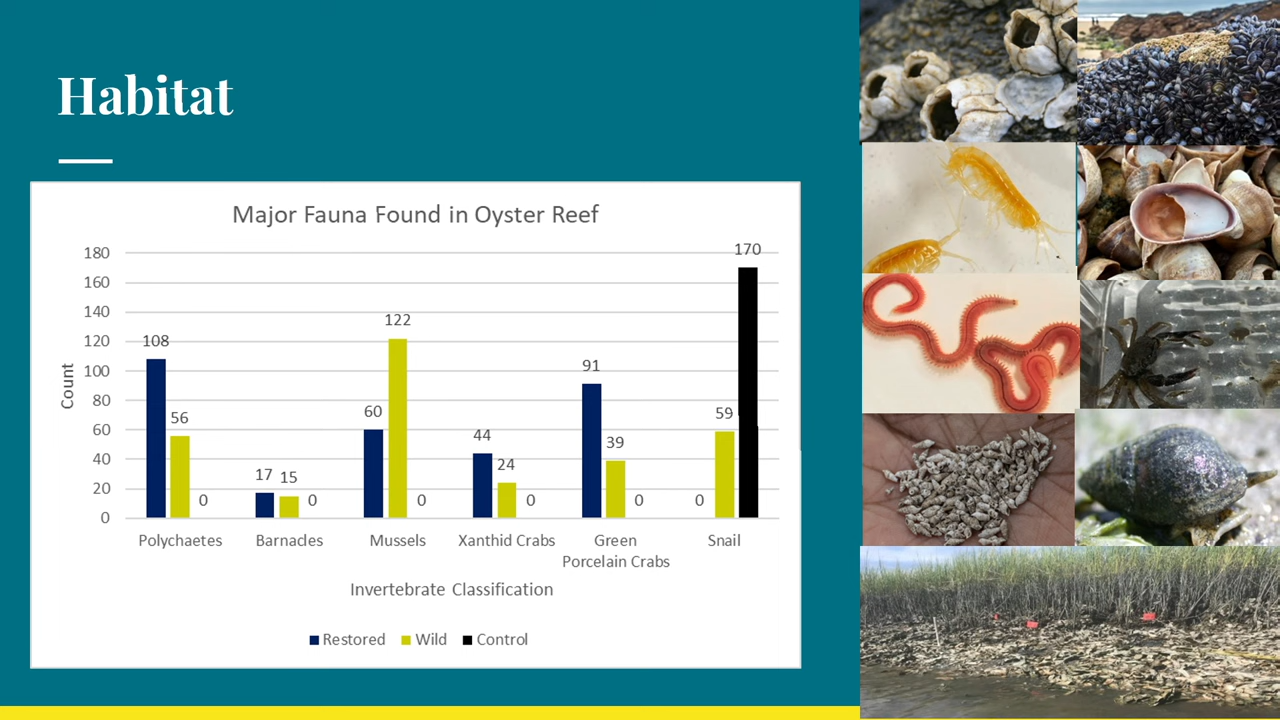 Habitat
Major Fauna Found in Oyster Reef
Count
180
160
140
120
100
80
60
40
20
0
108
56
0
17
15
0
60
122
0
44
24
0
91
39
0
0
59
170
Polychaetes
Barnacles
Mussels
Xanthid Crabs
Green
Porcelain Crabs
Snail
Invertebrate Classification
Restored
Wild
Control